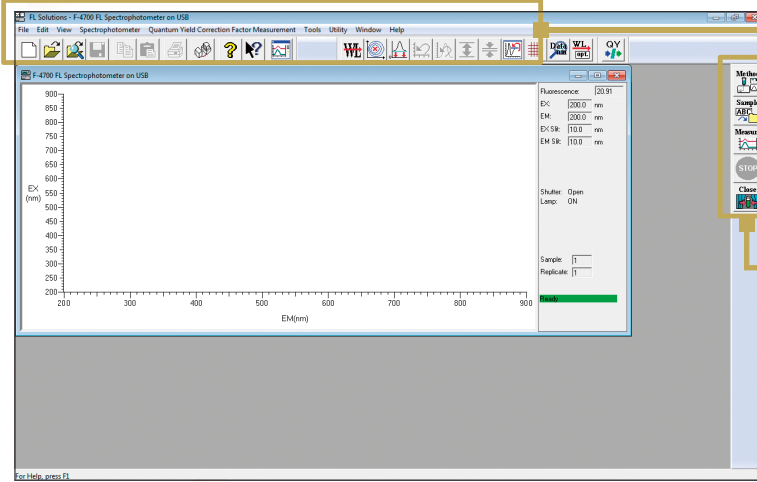 FL Solutions - F-4700 FL Spectrophotometer on USB
File Edit View Spectrophotometer Quantum Yield Correction Factor Measurement Tools Utility Window Help
WL
WL
opt.
QY
F-4700 FL Spectrophotometer on USB
Fluorescence: 20.91
EX: 200.0 nm
EM: 200.0 nm
EX Slit: 10.0 nm
EM Slit: 10.0 nm
Shutter: Open
Lamp: ON
Sample: 1
Replicate: 1
Ready
900
850
800
750
700
650
600
550
500
450
400
350
300
250
200
EX
(nm)
200 300 400 500 600 700 800 900
EM(nm)
Method
Sample
ABC
Measur
STOP
Close
For Help, press F1